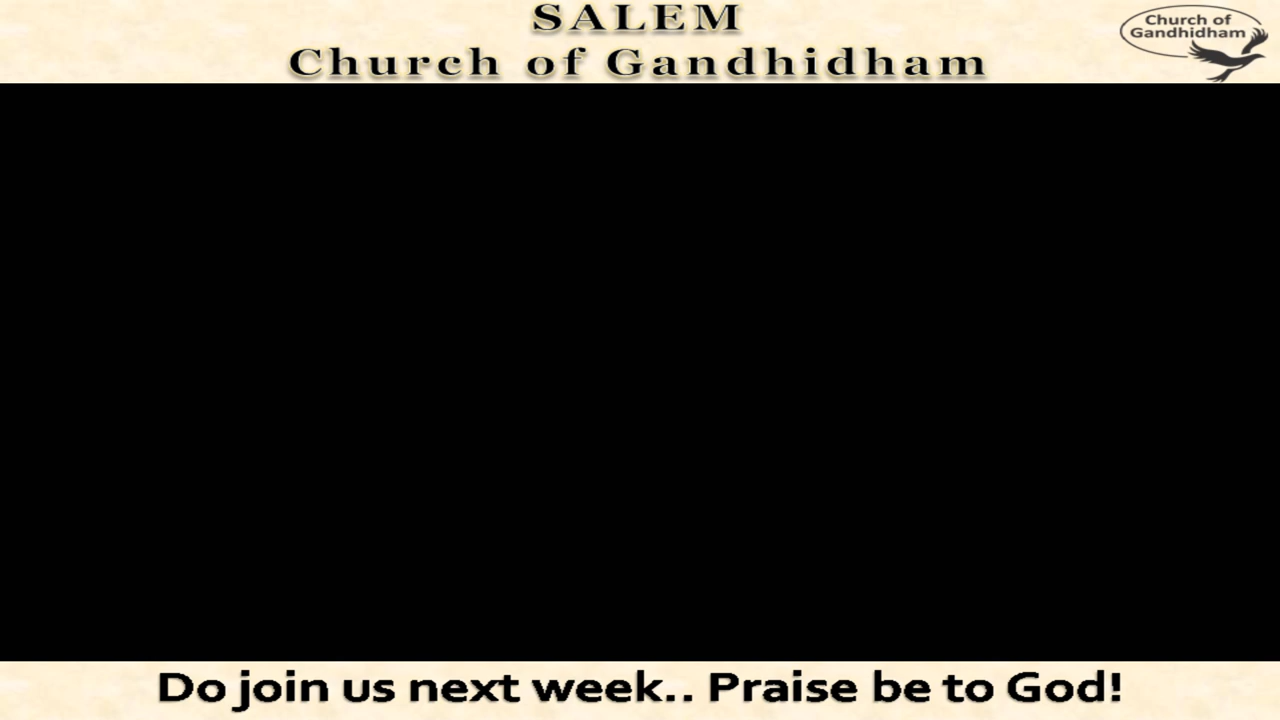 SALEM
Church of Gandhidham
Church of
Gandhidham
Do join us next week.. Praise be to God!